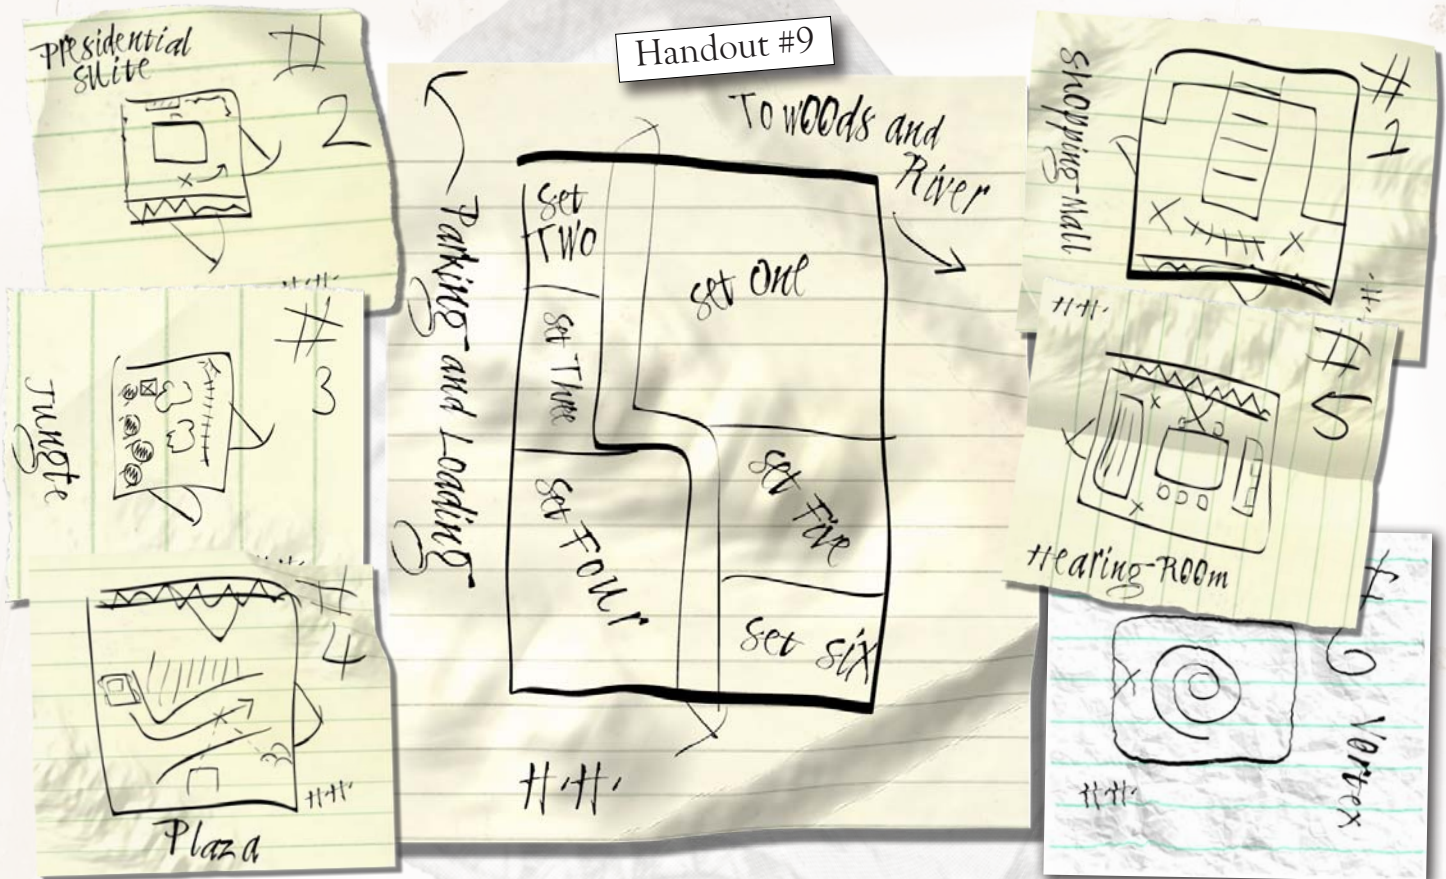 Handout #9
Presidential
Suite
#
2
H.H.
#
3
Jungle
H.H.
#
4
H.H.
Plaza
To woods and
River
Parking and Loading
Set
Two
Set One
Set Three
Set Four
Set Five
Set Six
H.H.
#
1
Shopping-Mall
H.H.
H.H.
#
5
Hearing-Room
#6 Vortex
H.H.